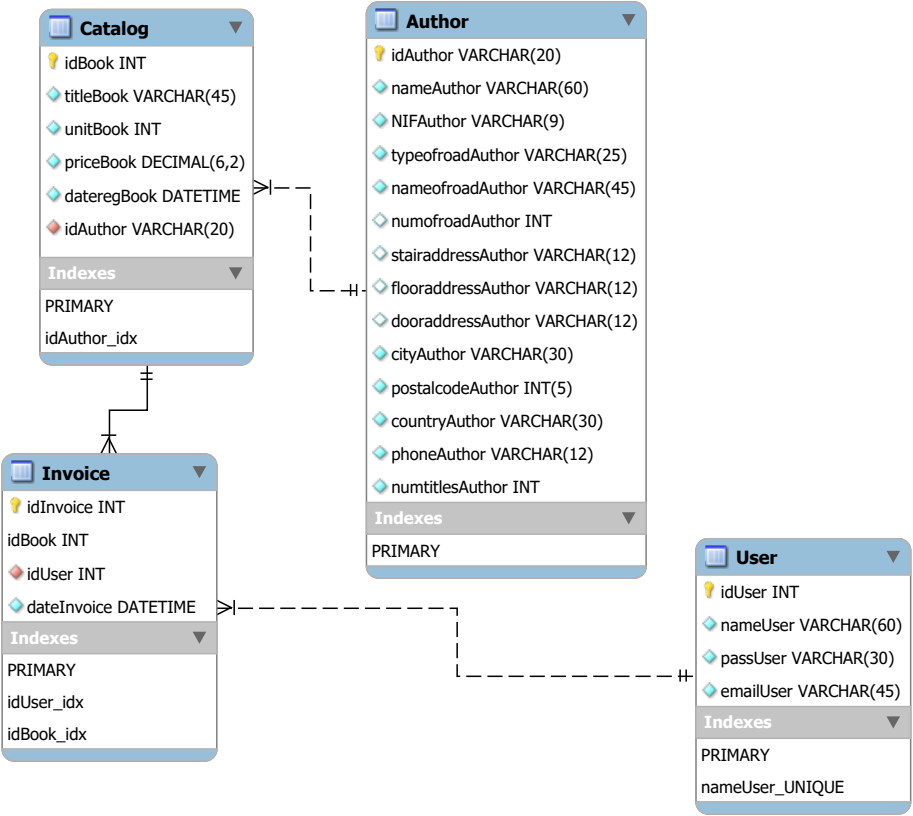 Catalog
idBook INT
titleBook VARCHAR(45)
unitBook INT
priceBook DECIMAL(6,2)
dateregBook DATETIME
idAuthor VARCHAR(20)
Indexes
PRIMARY
idAuthor_idx
Author
idAuthor VARCHAR(20)
nameAuthor VARCHAR(60)
NIFAuthor VARCHAR(9)
typeofroadAuthor VARCHAR(25)
nameofroadAuthor VARCHAR(45)
numofroadAuthor INT
stairaddressAuthor VARCHAR(12)
flooraddressAuthor VARCHAR(12)
dooraddressAuthor VARCHAR(12)
cityAuthor VARCHAR(30)
postalcodeAuthor INT(5)
countryAuthor VARCHAR(30)
phoneAuthor VARCHAR(12)
numtitlesAuthor INT
Indexes
PRIMARY
Invoice
idInvoice INT
idBook INT
idUser INT
dateInvoice DATETIME
Indexes
PRIMARY
idUser_idx
idBook_idx
User
idUser INT
nameUser VARCHAR(60)
passUser VARCHAR(30)
emailUser VARCHAR(45)
Indexes
PRIMARY
nameUser_UNIQUE